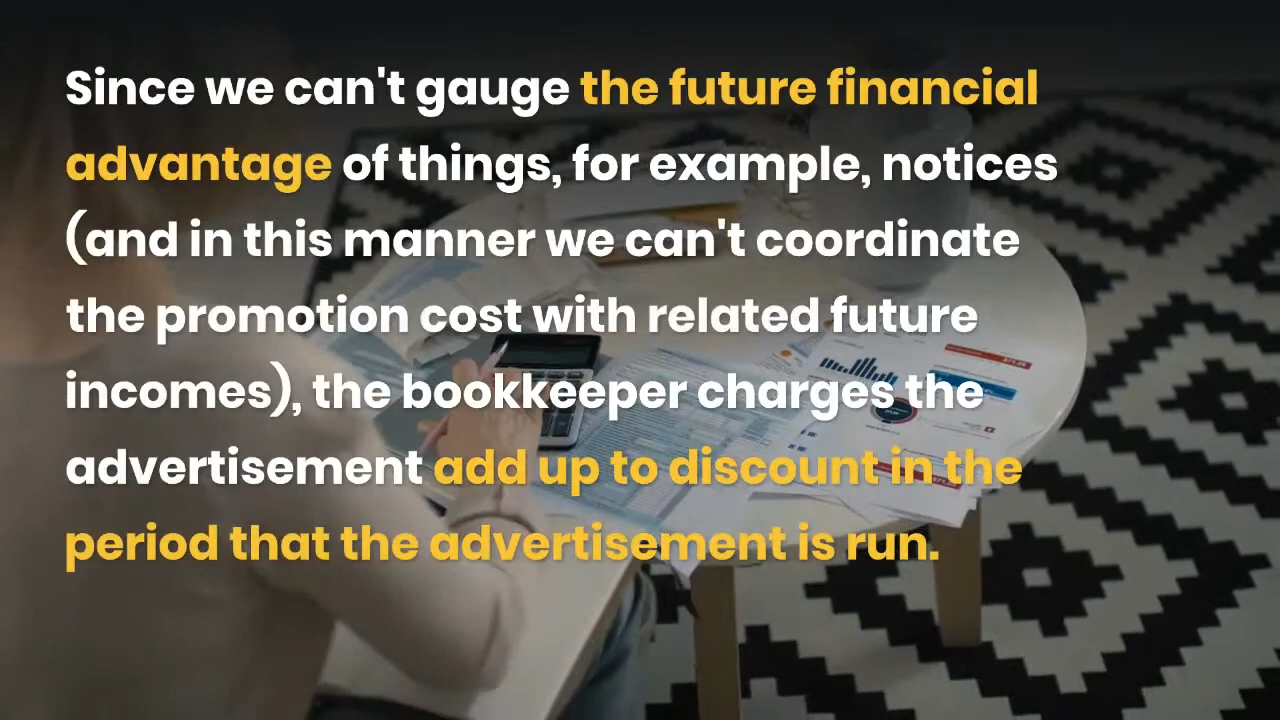 Since we can't gauge the future financial
advantage of things, for example, notices
(and in this manner we can't coordinate
the promotion cost with related future
incomes), the bookkeeper charges the
advertisement add up to discount in the
period that the advertisement is run.